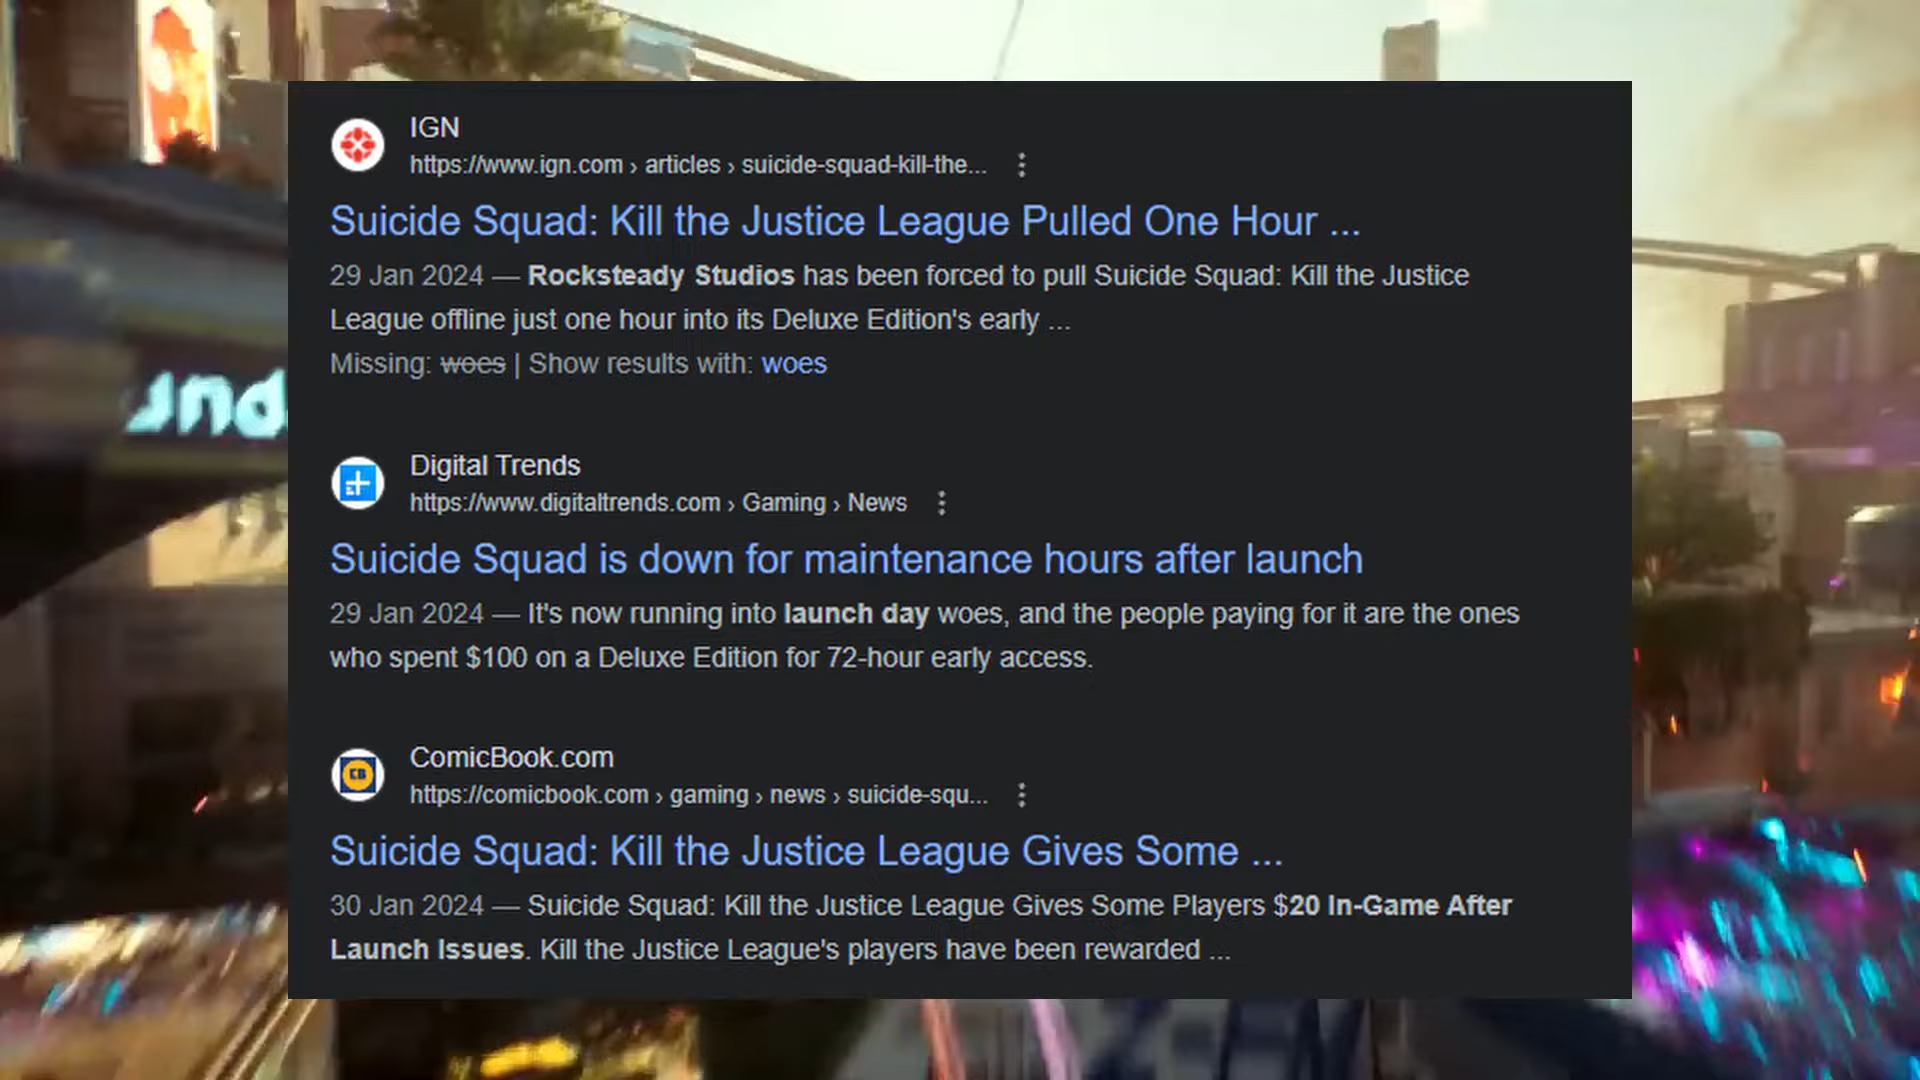 IGN
https://www.ign.com › articles › suicide-squad-kill-the...
Suicide Squad: Kill the Justice League Pulled One Hour ...
29 Jan 2024 — Rocksteady Studios has been forced to pull Suicide Squad: Kill the Justice
League offline just one hour into its Deluxe Edition's early ...
Missing: woes | Show results with: woes
und
Digital Trends
https://www.digitaltrends.com › Gaming › News
Suicide Squad is down for maintenance hours after launch
29 Jan 2024 — It's now running into launch day woes, and the people paying for it are the ones
who spent $100 on a Deluxe Edition for 72-hour early access.
CB
ComicBook.com
https://comicbook.com › gaming › news › suicide-squ...
Suicide Squad: Kill the Justice League Gives Some ...
30 Jan 2024 — Suicide Squad: Kill the Justice League Gives Some Players $20 In-Game After
Launch Issues. Kill the Justice League's players have been rewarded ...